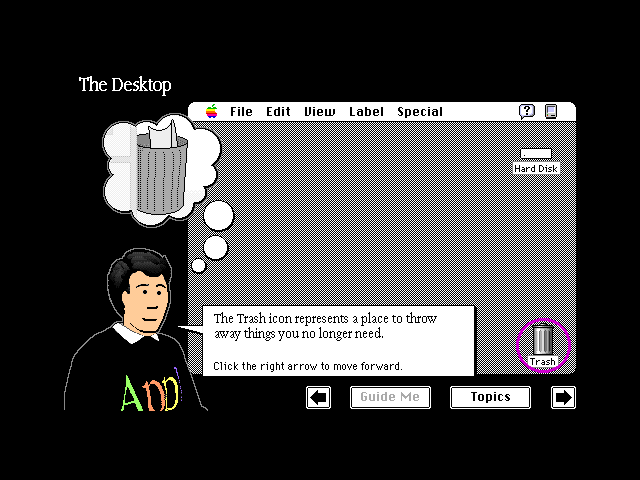 The Desktop
File Edit View Label Special
Hard Disk
The Trash icon represents a place to throw
away things you no longer need.
Click the right arrow to move forward.
Trash
Appl
Guide Me
Topics